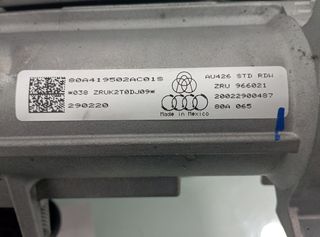 80A419502AC01S
*038 ZRUK2T0DJ09*
290220
Made in Mexico
AU426 STD RDW
ZRU 966021
20022900487
80A 065